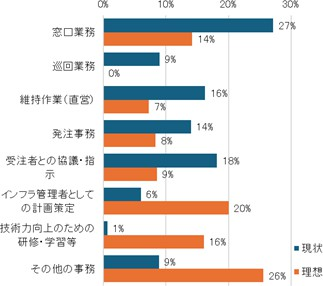 0% 10% 20% 30%
窓口業務
27%
14%
巡回業務
9%
0%
維持作業(直営)
16%
7%
発注事務
14%
8%
受注者との協議・指
示
18%
9%
インフラ管理者としての
計画策定
6%
20%
技術力向上のための
研修・学習等
1%
16%
その他の事務
9%
26%
現状
理想